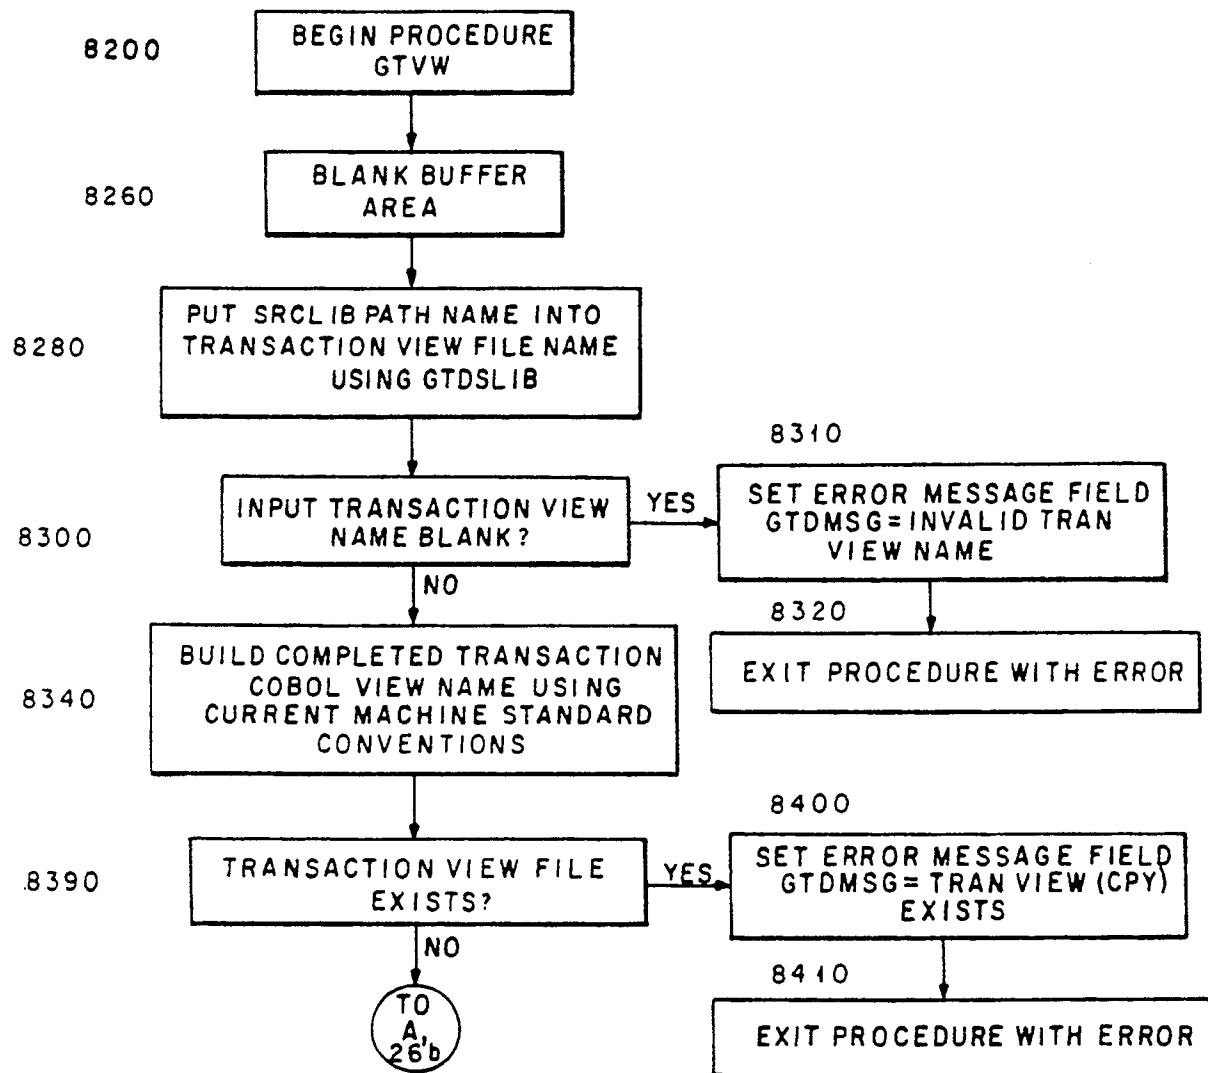 8200
BEGIN PROCEDURE
GTVW
8260
BLANK BUFFER
AREA
8280
PUT SRCLIB PATH NAME INTO
TRANSACTION VIEW FILE NAME
USING GTDSLIB
8300
INPUT TRANSACTION VIEW
NAME BLANK?
YES
8310
SET ERROR MESSAGE FIELD
GTDMSG=INVALID TRAN
VIEW NAME
NO
8320
EXIT PROCEDURE WITH ERROR
8340
BUILD COMPLETED TRANSACTION
COBOL VIEW NAME USING
CURRENT MACHINE STANDARD
CONVENTIONS
8390
TRANSACTION VIEW FILE
EXISTS?
YES
8400
SET ERROR MESSAGE FIELD
GTDMSG=TRAN VIEW (CPY)
EXISTS
NO
8410
EXIT PROCEDURE WITH ERROR
TO
A,
26'b